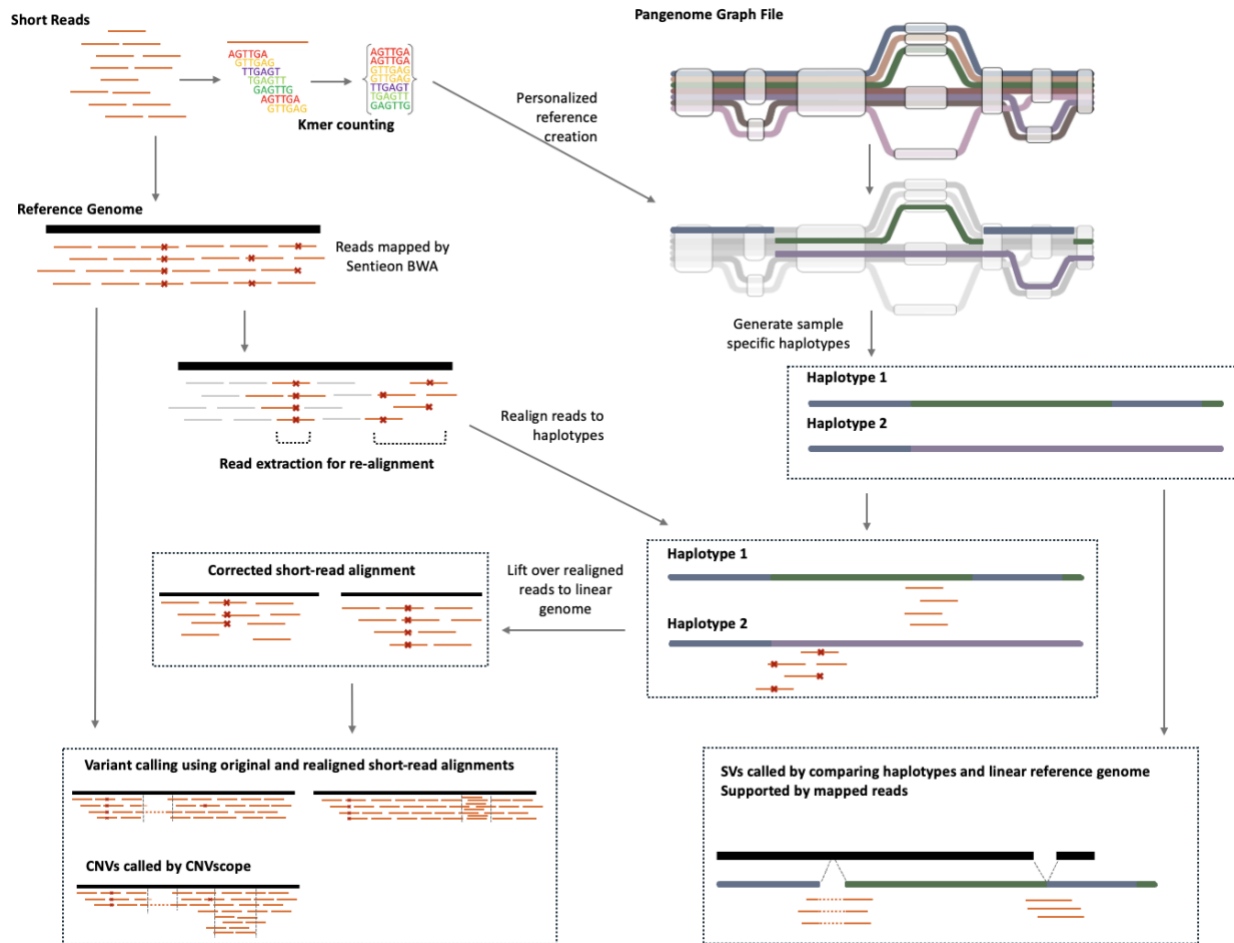 Short Reads
Pangenome Graph File
AGTTGA
GTTGAG
TTGAGT
TGAGTT
GAGTTG
AGTTGA
GTTGAG
AGTTGA
AGTTGA
GTTGAG
GTTGAG
TTGAGT
TGAGTT
GAGTTG
Kmer counting
Personalized
reference
creation
Reference Genome
Reads mapped by
Sentieon BWA
Generate sample
specific haplotypes
Haplotype 1
Haplotype 2
Realign reads to
haplotypes
Read extraction for re-alignment
Haplotype 1
Haplotype 2
Lift over realigned
reads to linear
genome
Corrected short-read alignment
Variant calling using original and realigned short-read alignments
CNVs called by CNVscope
SVs called by comparing haplotypes and linear reference genome
Supported by mapped reads